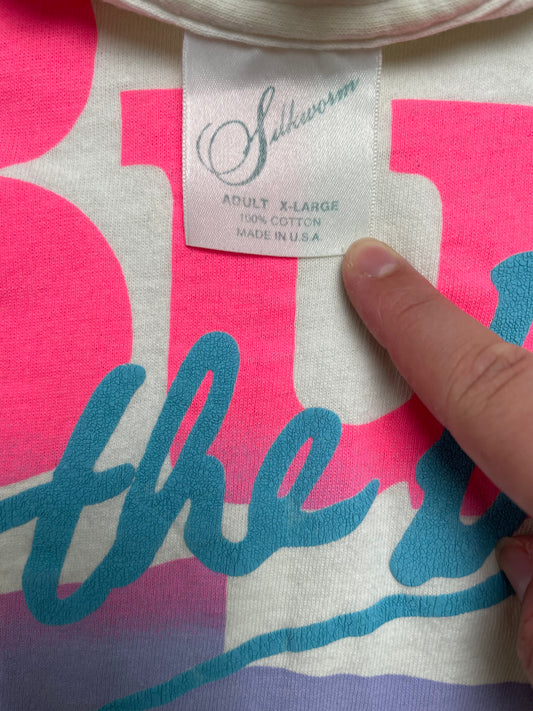 Silkworm
ADULT X-LARGE
100% COTTON
MADE IN U.S.A.
the